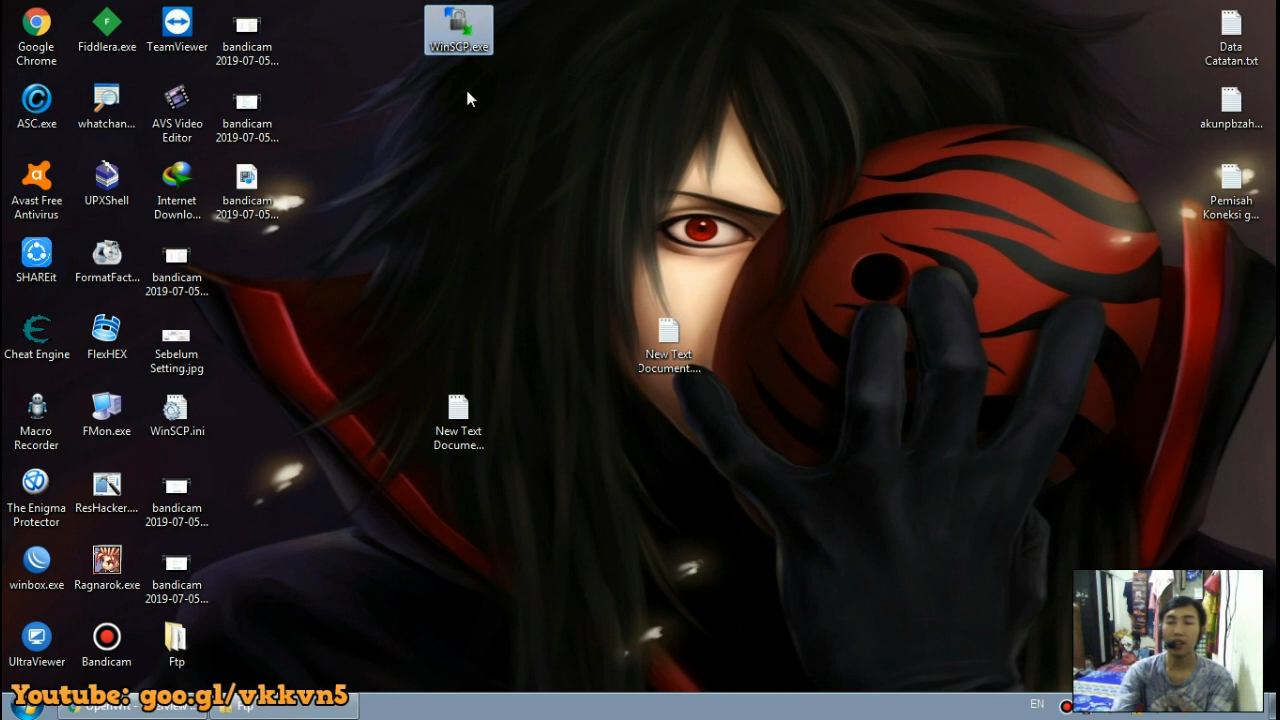 Google
Chrome
Fiddlera.exe
TeamViewer
bandicam
2019-07-05...
WinSCP.exe
Data
Catatan.txt
ASC.exe
whatchan...
AVS Video
Editor
bandicam
2019-07-05...
akunpbzah...
Avast Free
Antivirus
UPXShell
Internet
Downlo...
bandicam
2019-07-05...
Pemisah
Koneksi g...
SHAREit
FormatFact...
bandicam
2019-07-05...
Cheat Engine
FlexHEX
Sebelum
Setting.jpg
New Text
Document....
Macro
Recorder
FMon.exe
WinSCP.ini
New Text
Docume...
The Enigma
Protector
ResHacker....
bandicam
2019-07-05...
winbox.exe
Ragnarok.exe
bandicam
2019-07-05...
UltraViewer
Bandicam
Ftp
Youtube: goo.gl/vkkvn5
EN